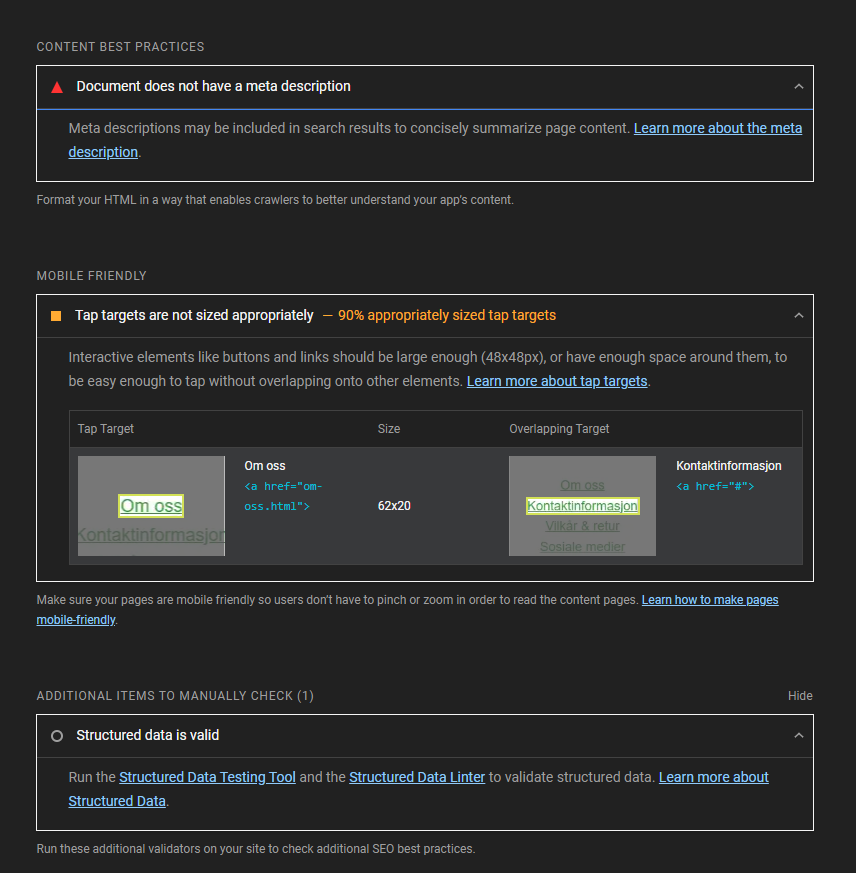 CONTENT BEST PRACTICES
Document does not have a meta description
Meta descriptions may be included in search results to concisely summarize page content. Learn more about the meta
description.
Format your HTML in a way that enables crawlers to better understand your app's content.
MOBILE FRIENDLY
Tap targets are not sized appropriately — 90% appropriately sized tap targets
Interactive elements like buttons and links should be large enough (48x48px), or have enough space around them, to
be easy enough to tap without overlapping onto other elements. Learn more about tap targets.
Tap Target Size Overlapping Target
Om oss
Kontaktinformasjon
Om oss
<a href="om-
oss.html">
62x20
Om oss
Kontaktinformasjon
Vilkår & retur
Sosiale medier
Kontaktinformasjon
<a href="#">
Make sure your pages are mobile friendly so users don't have to pinch or zoom in order to read the content pages. Learn how to make pages
mobile-friendly.
ADDITIONAL ITEMS TO MANUALLY CHECK (1) Hide
Structured data is valid
Run the Structured Data Testing Tool and the Structured Data Linter to validate structured data. Learn more about
Structured Data.
Run these additional validators on your site to check additional SEO best practices.